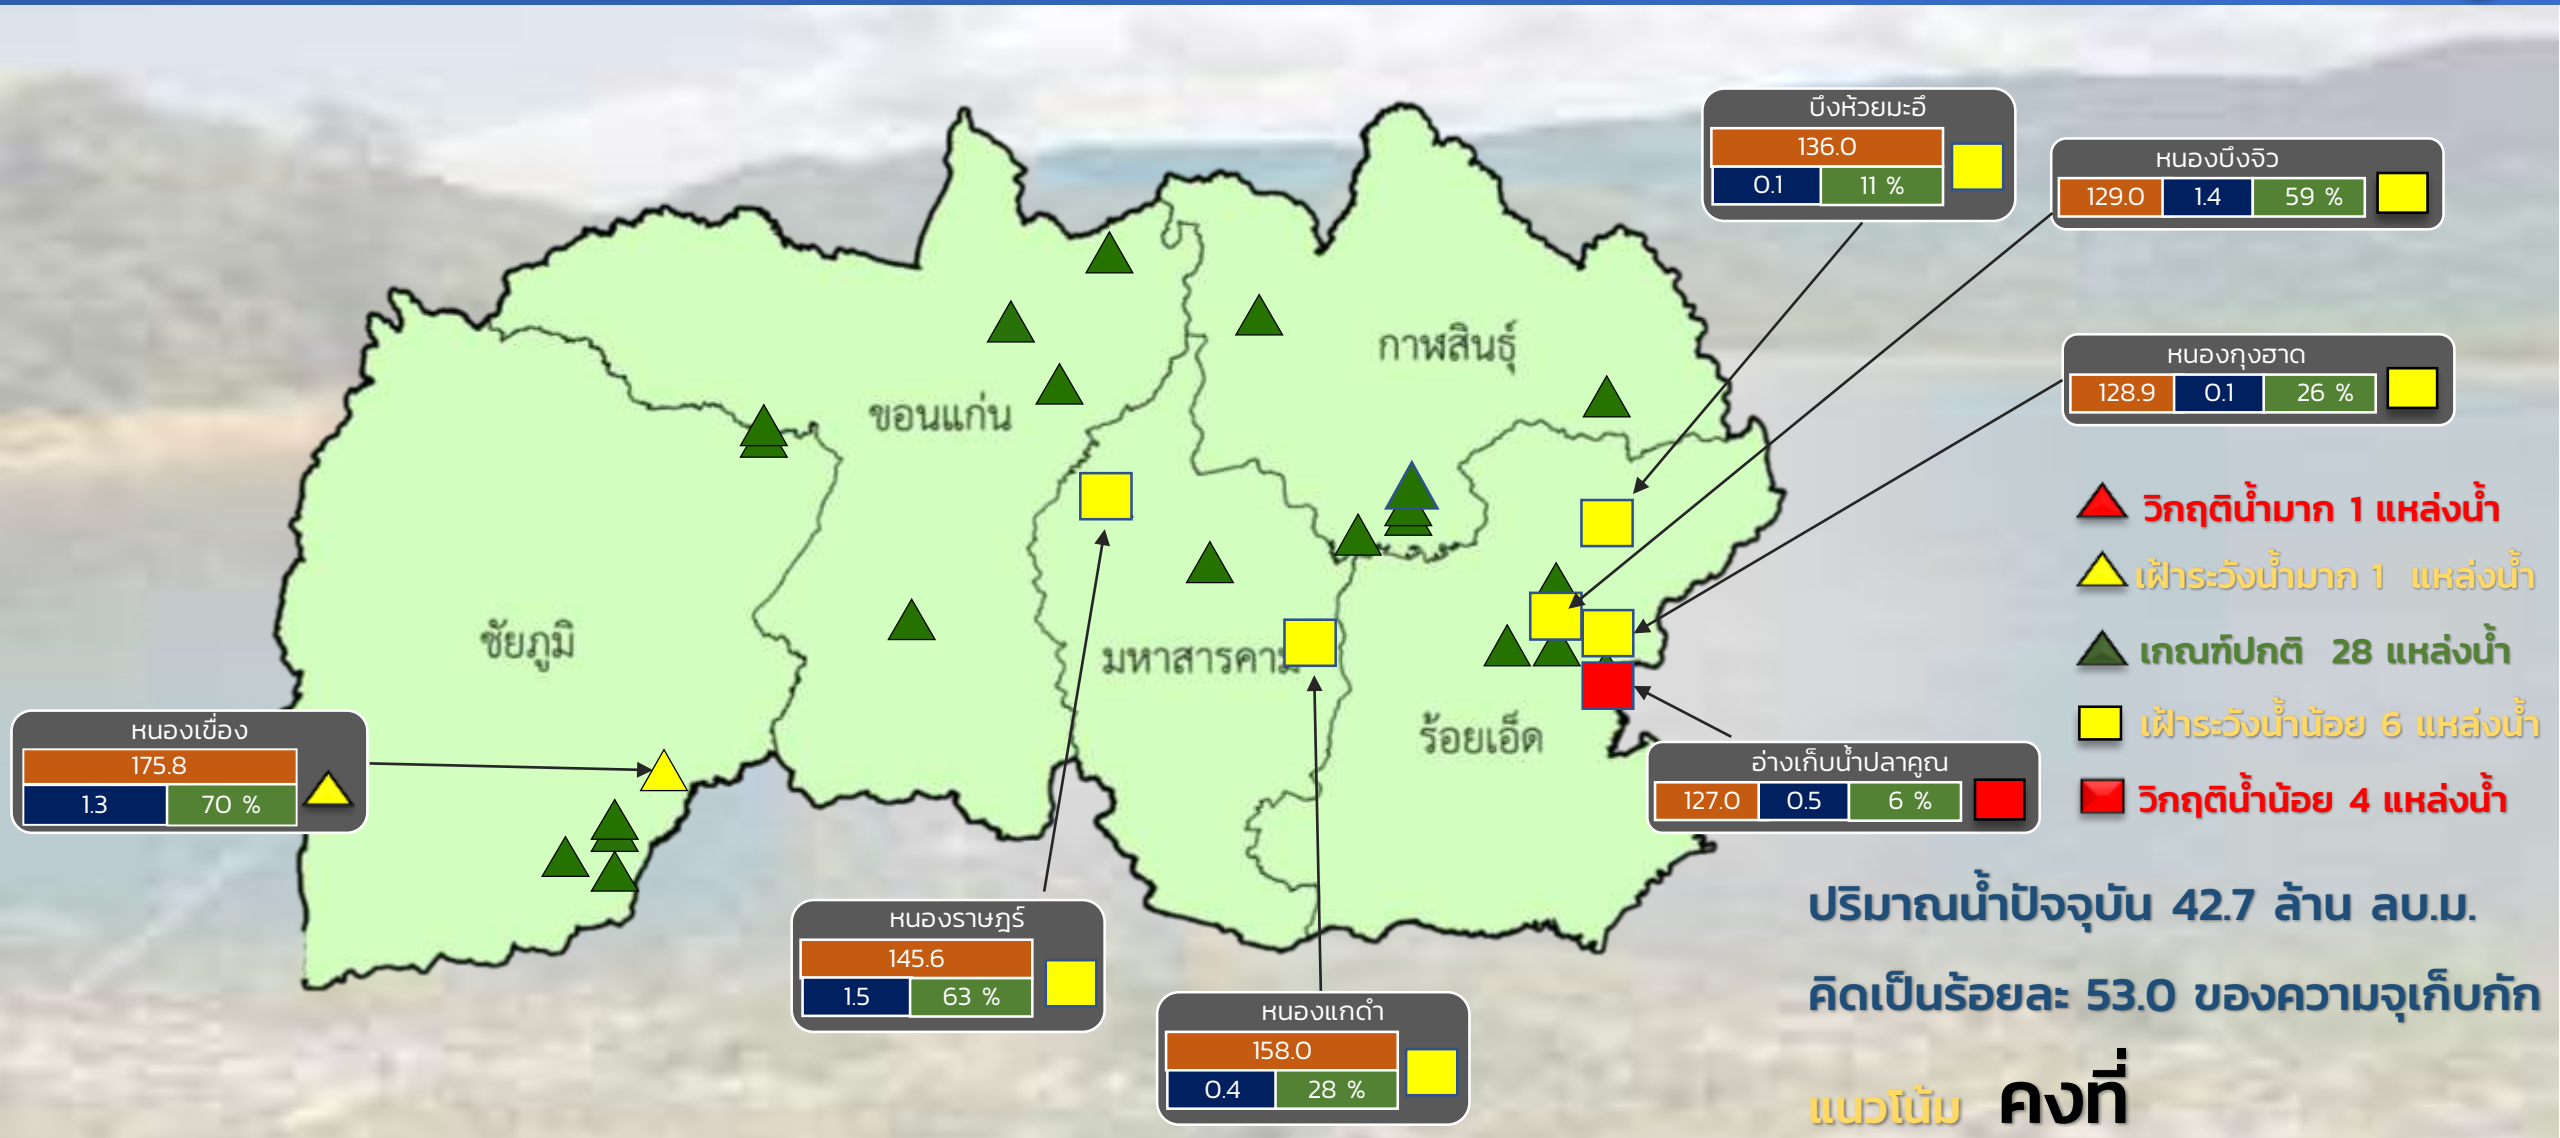 บึงห้วยมะอึ
136.0
0.1 11 %
หนองบึงจิว
129.0 1.4 59 %
หนองกุงฮาด
128.9 0.1 26 %
กาฬสินธุ์
ขอนแก่น
ชัยภูมิ
มหาสารคาม
ร้อยเอ็ด
วิกฤติน้ำมาก 1 แหล่งน้ำ
เฝ้าระวังน้ำมาก 1 แหล่งน้ำ
เกณฑ์ปกติ 28 แหล่งน้ำ
เฝ้าระวังน้ำน้อย 6 แหล่งน้ำ
วิกฤติน้ำน้อย 4 แหล่งน้ำ
หนองเขื่อง
175.8
1.3 70 %
อ่างเก็บน้ำปลาคูณ
127.0 0.5 6 %
หนองราษฎร์
145.6
1.5 63 %
หนองแกดำ
158.0
0.4 28 %
ปริมาณน้ำปัจจุบัน 42.7 ล้าน ลบ.ม.
คิดเป็นร้อยละ 53.0 ของความจุเก็บกัก
แนวโน้ม คงที่